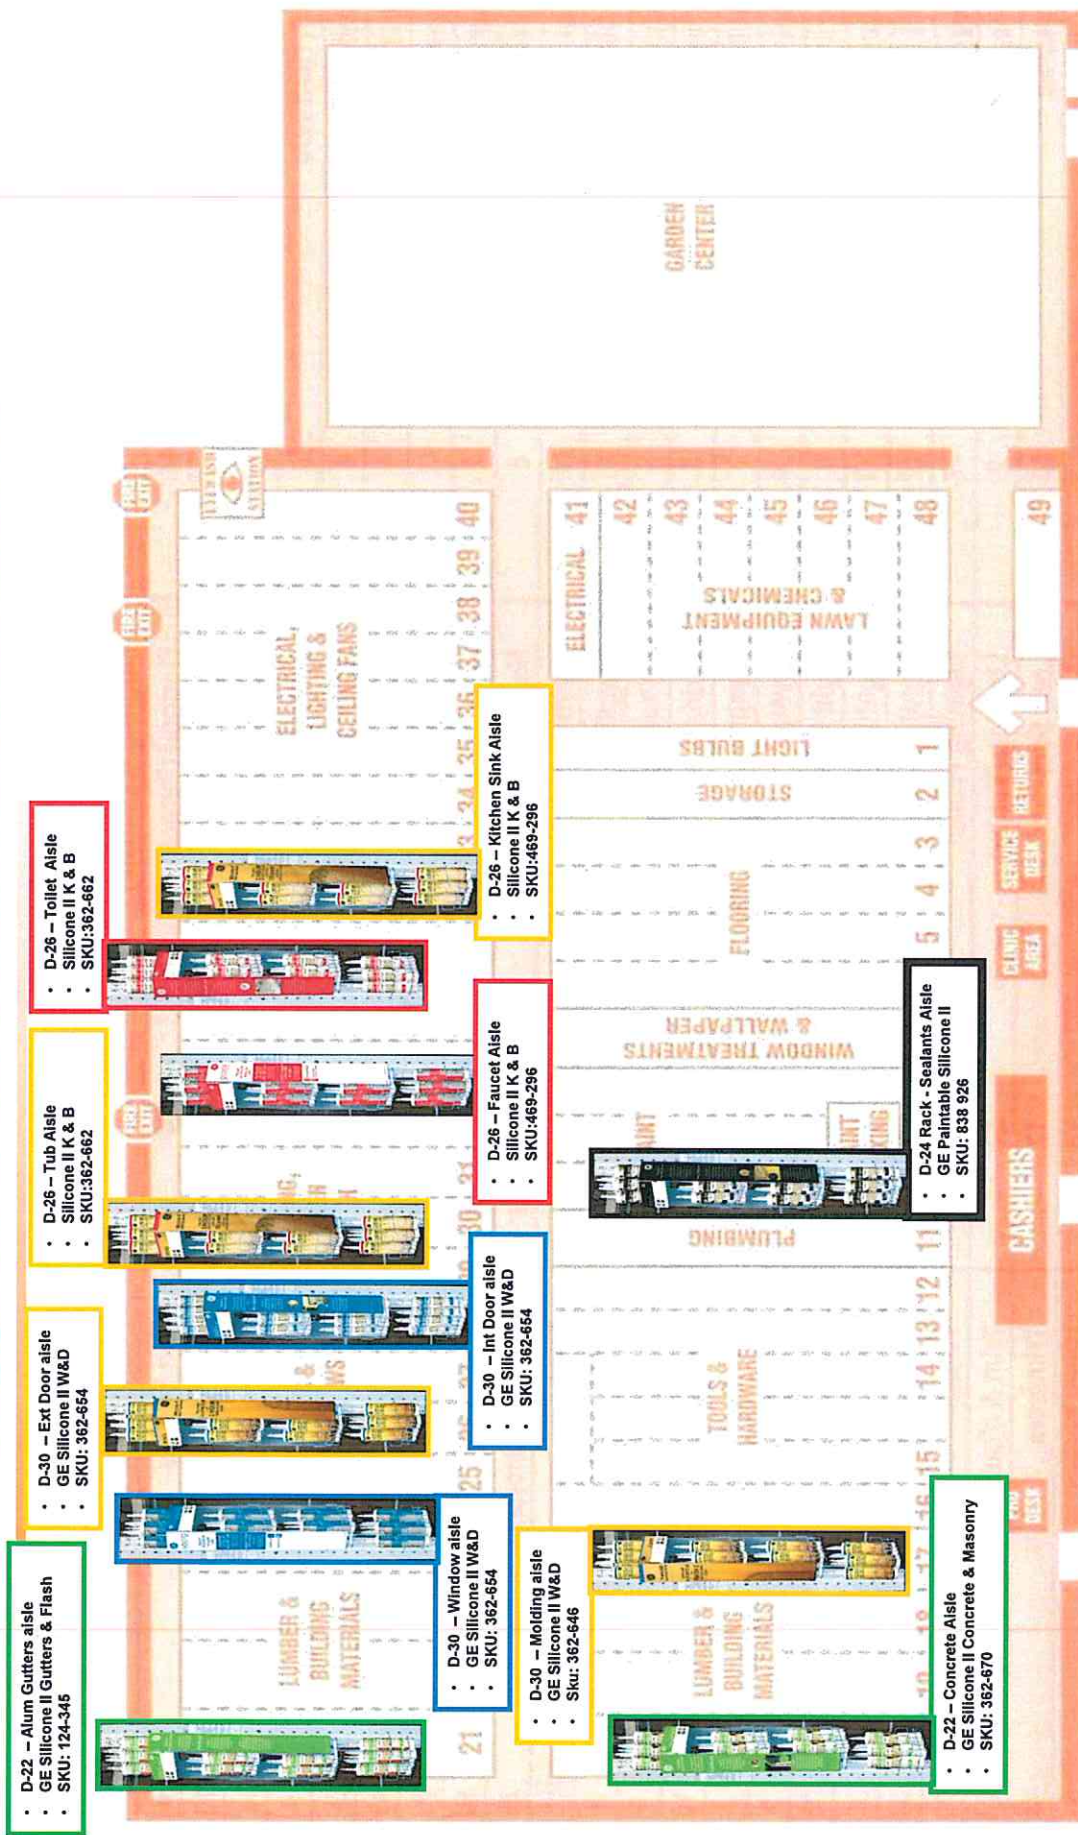 D-22 – Alum Gutters aisle
GE Silicone II Gutters & Flash
SKU: 124-345
D-30 – Ext Door aisle
GE Silicone II W&D
SKU: 362-654
D-26 – Tub Aisle
Silicone II K & B
SKU:362-662
D-26 – Toilet Aisle
Silicone II K & B
SKU:362-662
FIRE EXIT
FIRE EXIT
FIRE EXIT
EYEWASH
STATION
LUMBER &
BUILDING
MATERIALS
ELECTRICAL,
LIGHTING &
CEILING FANS
21
25
30
31
34
35
36
37
38
39
40
D-30 – Window aisle
GE Silicone II W&D
SKU: 362-654
D-30 – Int Door aisle
GE Silicone II W&D
SKU: 362-654
D-26 – Faucet Aisle
Silicone II K & B
SKU:469-296
D-26 – Kitchen Sink Aisle
Silicone II K & B
SKU:469-296
D-30 – Molding aisle
GE Silicone II W&D
Sku: 362-646
LUMBER &
BUILDING
MATERIALS
TOOLS &
HARDWARE
PLUMBING
WINDOW TREATMENTS
& WALLPAPER
FLOORING
STORAGE
LIGHT BULBS
ELECTRICAL
LAWN EQUIPMENT
& CHEMICALS
GARDEN
CENTER
19
18
17
16
15
14
13
12
11
5
4
3
2
1
41
42
43
44
45
46
47
48
49
D-22 – Concrete Aisle
GE Silicone II Concrete & Masonry
SKU: 362-670
D-24 Rack - Sealants Aisle
GE Paintable Silicone II
SKU: 838 926
PRO
DESK
CASHIERS
CLINIC
AREA
SERVICE
DESK
RETURNS